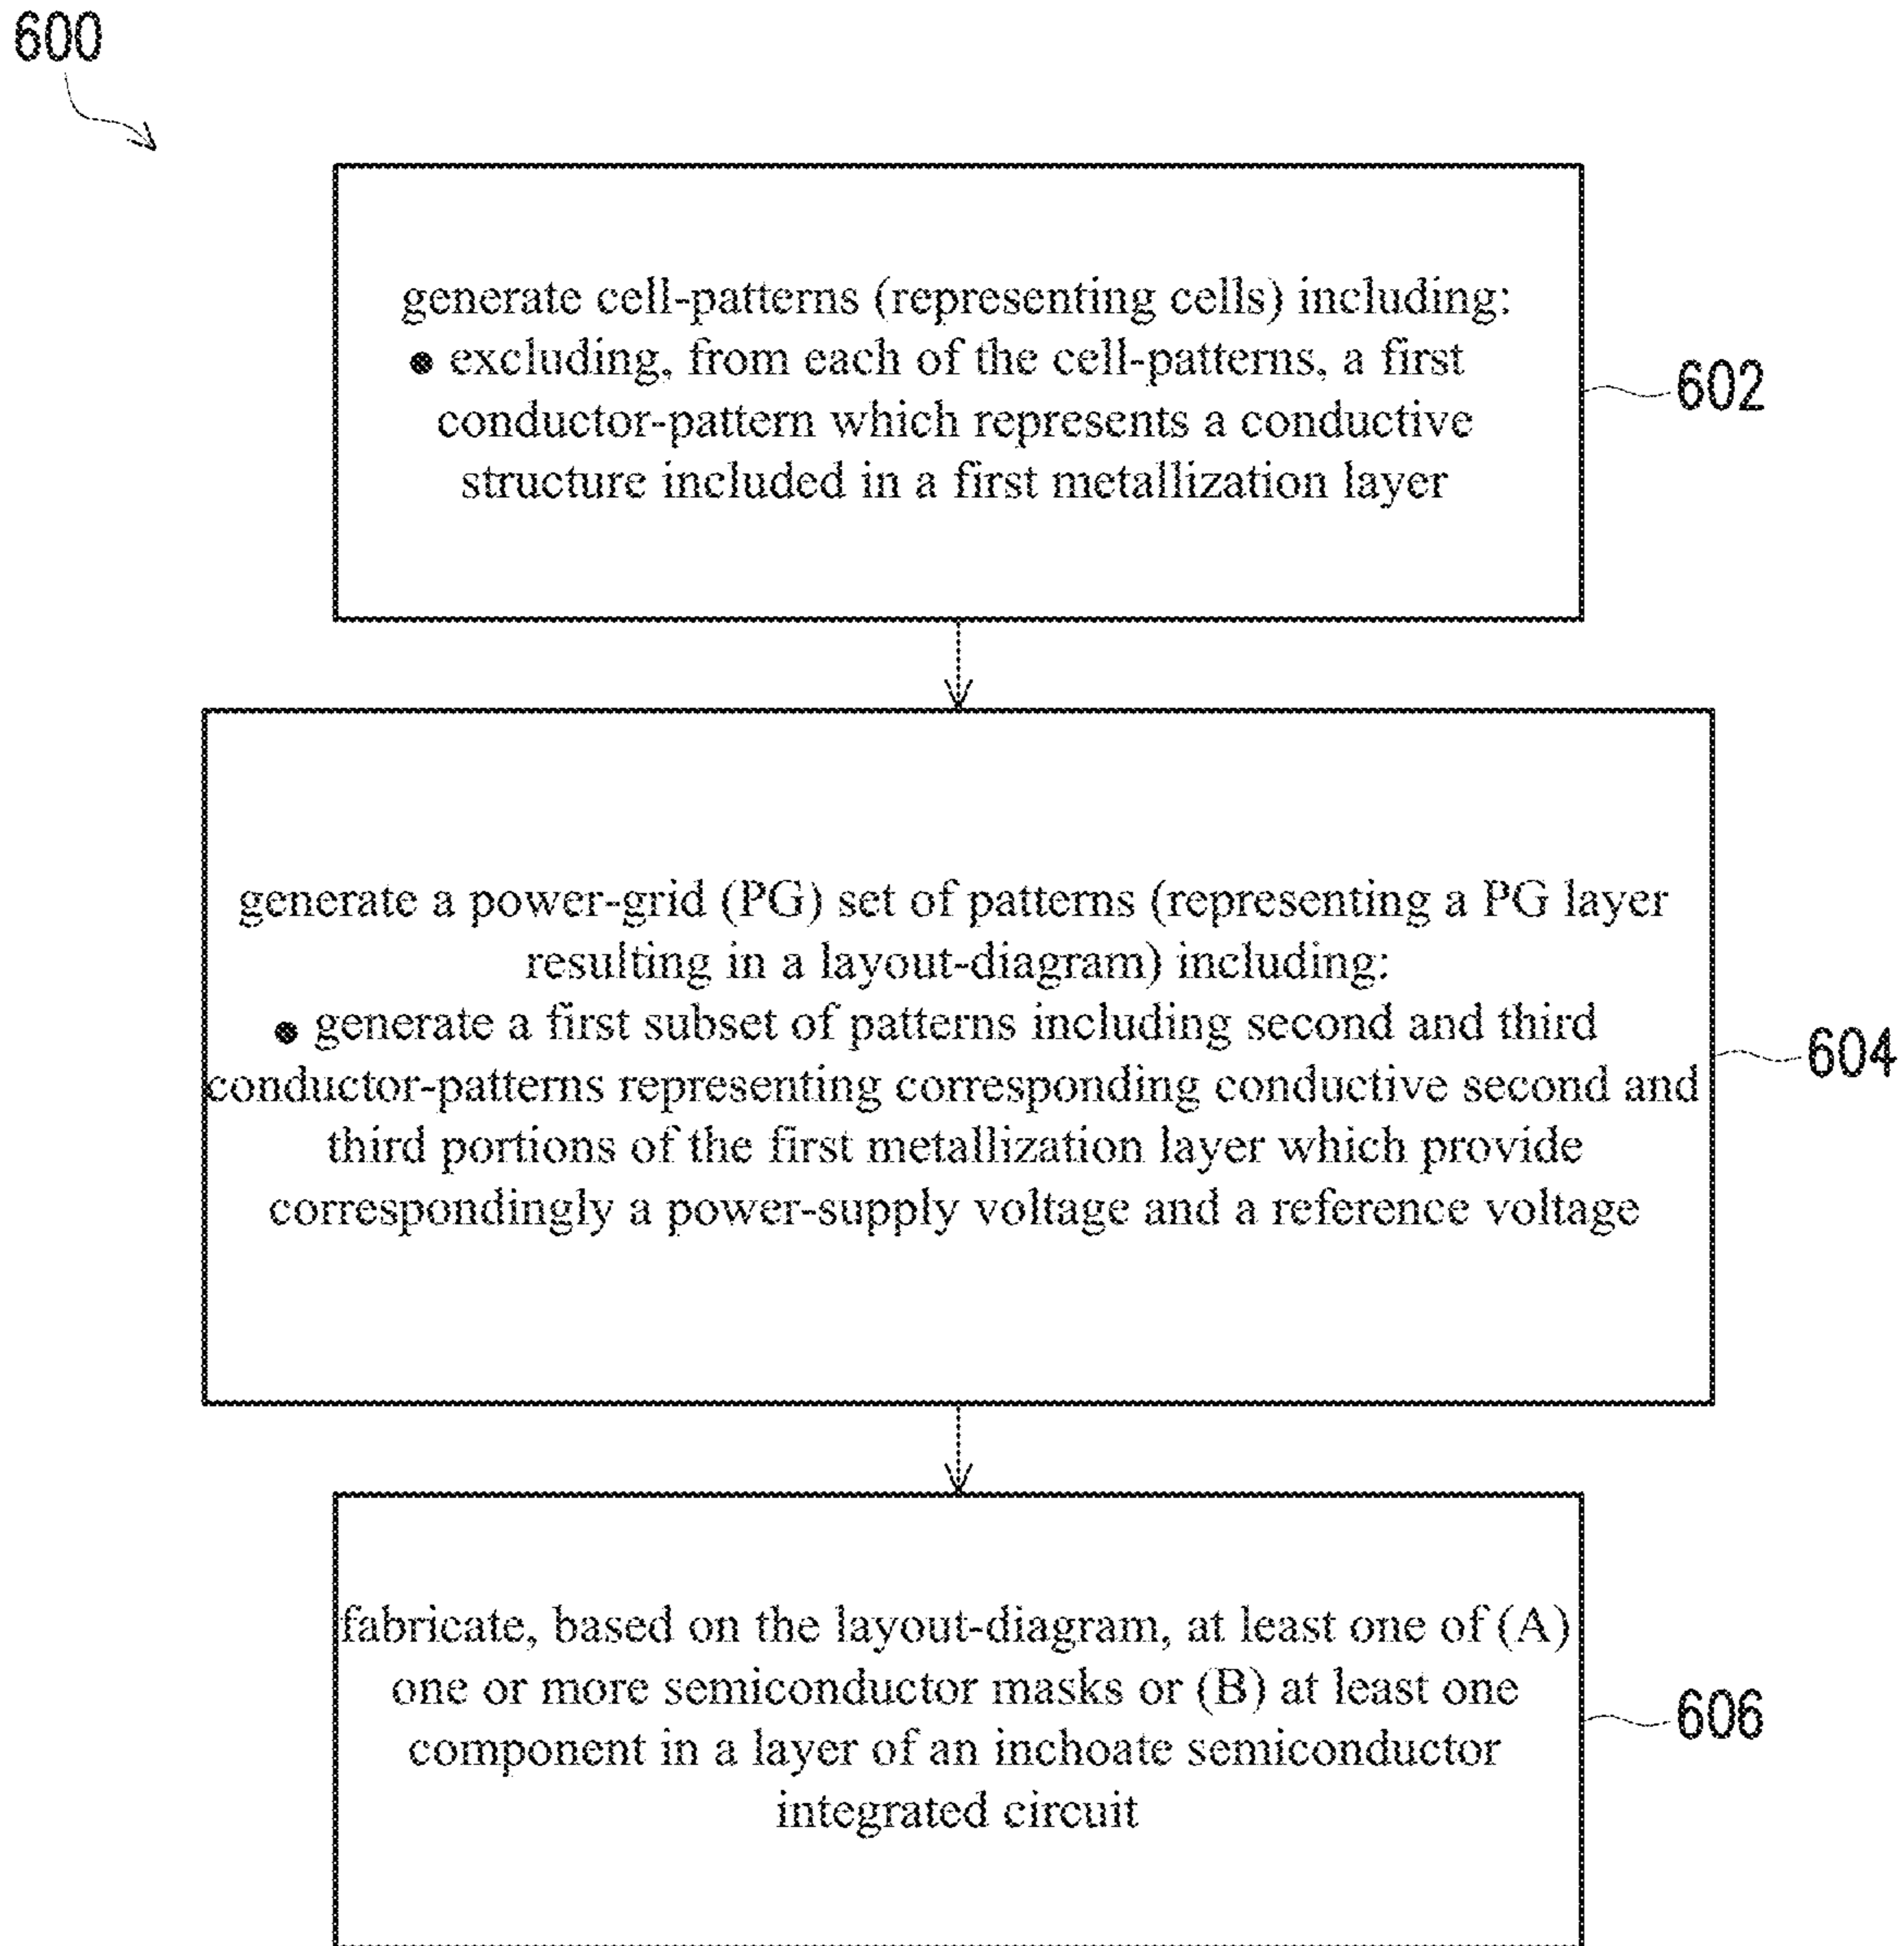 600
generate cell-patterns (representing cells) including:
● excluding, from each of the cell-patterns, a first
conductor-pattern which represents a conductive
structure included in a first metallization layer
602
generate a power-grid (PG) set of patterns (representing a PG layer
resulting in a layout-diagram) including:
● generate a first subset of patterns including second and third
conductor-patterns representing corresponding conductive second and
third portions of the first metallization layer which provide
correspondingly a power-supply voltage and a reference voltage
604
fabricate, based on the layout-diagram, at least one of (A)
one or more semiconductor masks or (B) at least one
component in a layer of an inchoate semiconductor
integrated circuit
606